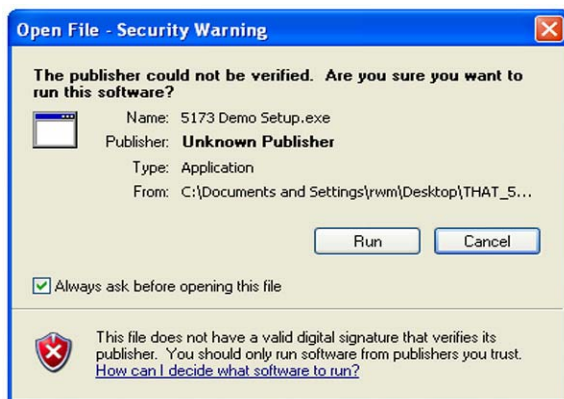 Open File - Security Warning
The publisher could not be verified.  Are you sure you want to
run this software?
Name: 5173 Demo Setup.exe
Publisher: Unknown Publisher
Type: Application
From: C:\Documents and Settings\rwm\Desktop\THAT_5...
Run Cancel
Always ask before opening this file
This file does not have a valid digital signature that verifies its
publisher.  You should only run software from publishers you trust.
How can I decide what software to run?